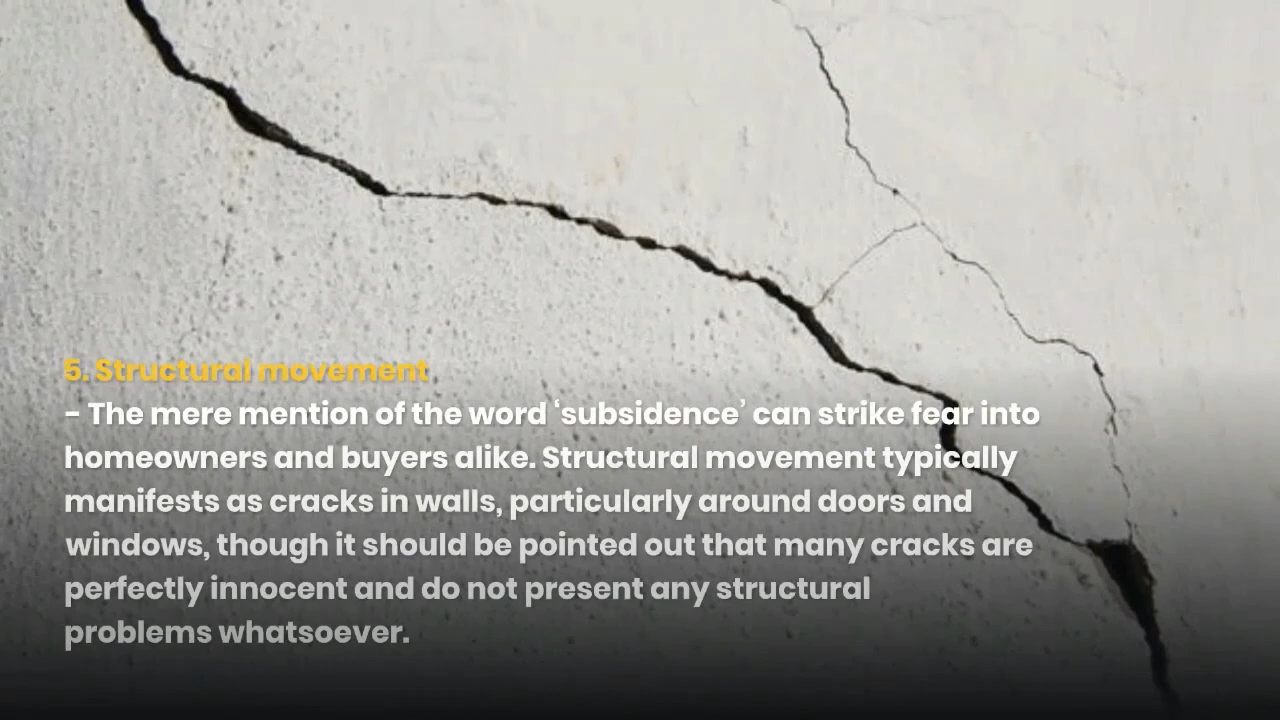 5. Structural movement
– The mere mention of the word ‘subsidence’ can strike fear into
homeowners and buyers alike. Structural movement typically
manifests as cracks in walls, particularly around doors and
windows, though it should be pointed out that many cracks are
perfectly innocent and do not present any structural
problems whatsoever.